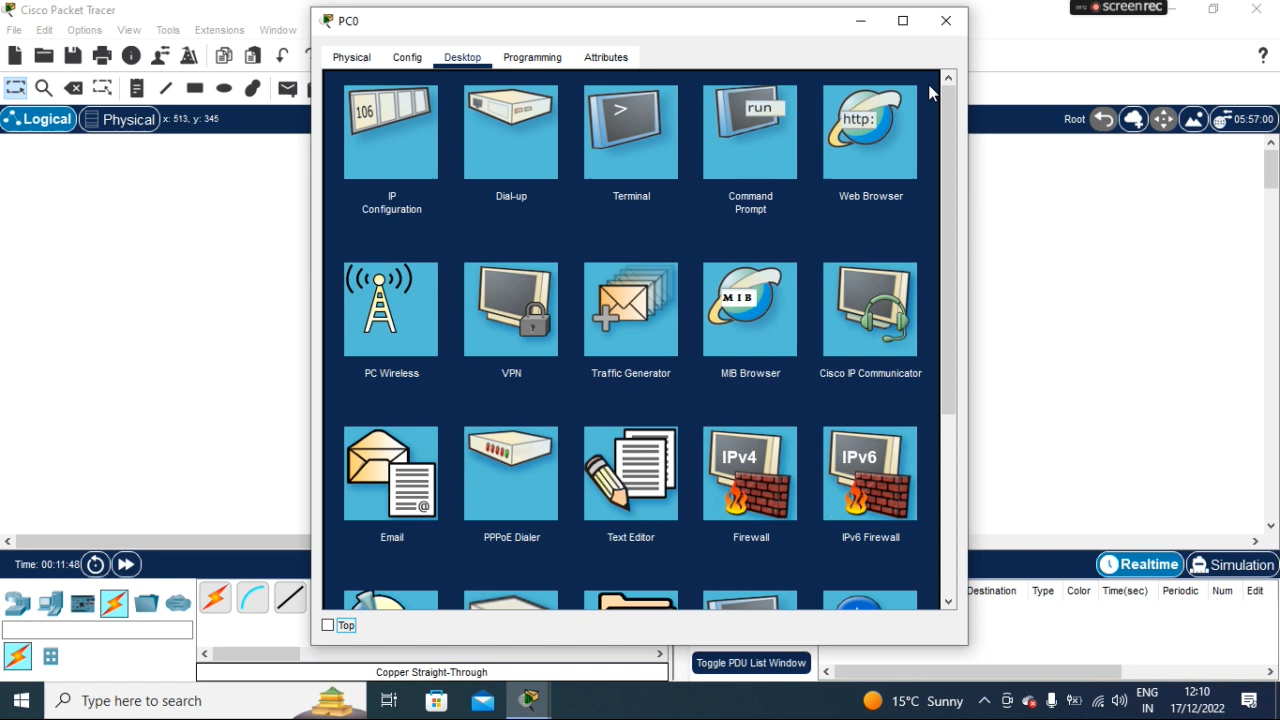 Cisco Packet Tracer
PC0
screenrec
File Edit Options View Tools Extensions Window
Physical Config Desktop Programming Attributes
?
Logical Physical x: 513, y: 345
Root 05:57:00
106
>
run
http:
IP Configuration
Dial-up
Terminal
Command Prompt
Web Browser
MIB
PC Wireless
VPN
Traffic Generator
MIB Browser
Cisco IP Communicator
@
IPv4
IPv6
Email
PPPoE Dialer
Text Editor
Firewall
IPv6 Firewall
Time: 00:11:48
Realtime Simulation
Destination Type Color Time(sec) Periodic Num Edit
Top
Toggle PDU List Window
Copper Straight-Through
Type here to search
15°C Sunny
ENG
IN
12:10
17/12/2022